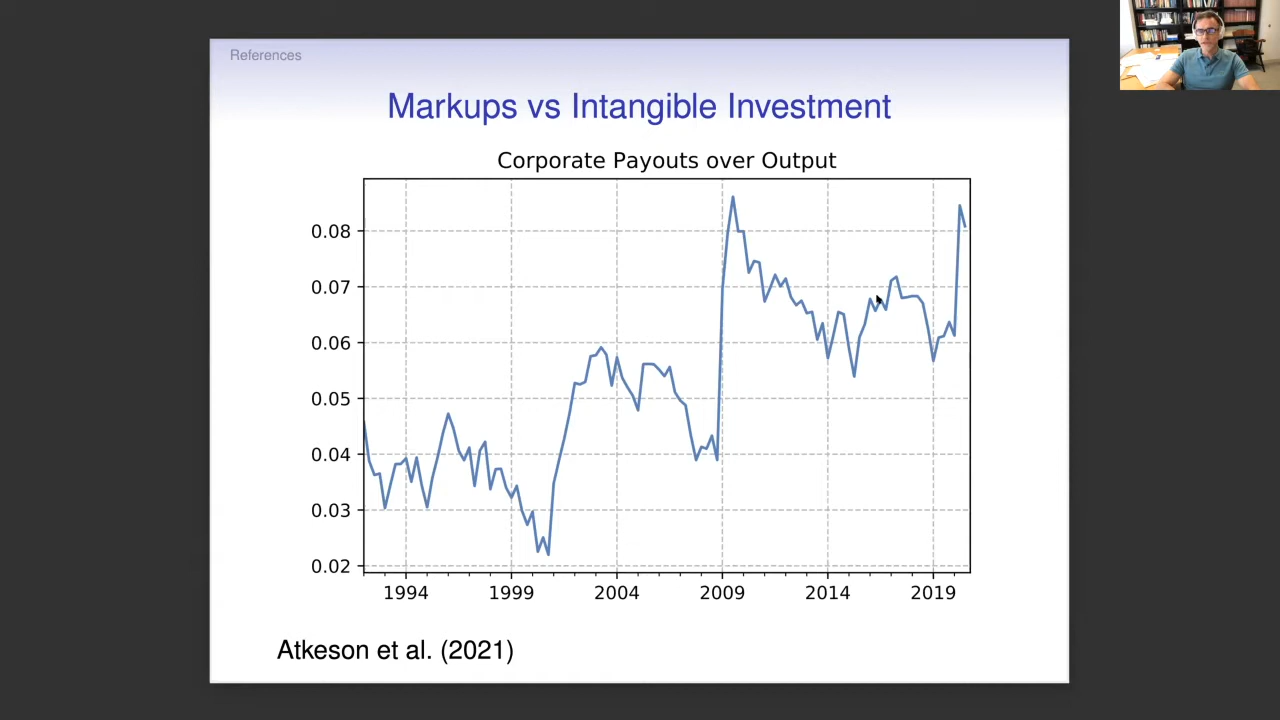 References
Markups vs Intangible Investment
Corporate Payouts over Output
0.08
0.07
0.06
0.05
0.04
0.03
0.02
1994 1999 2004 2009 2014 2019
Atkeson et al. (2021)